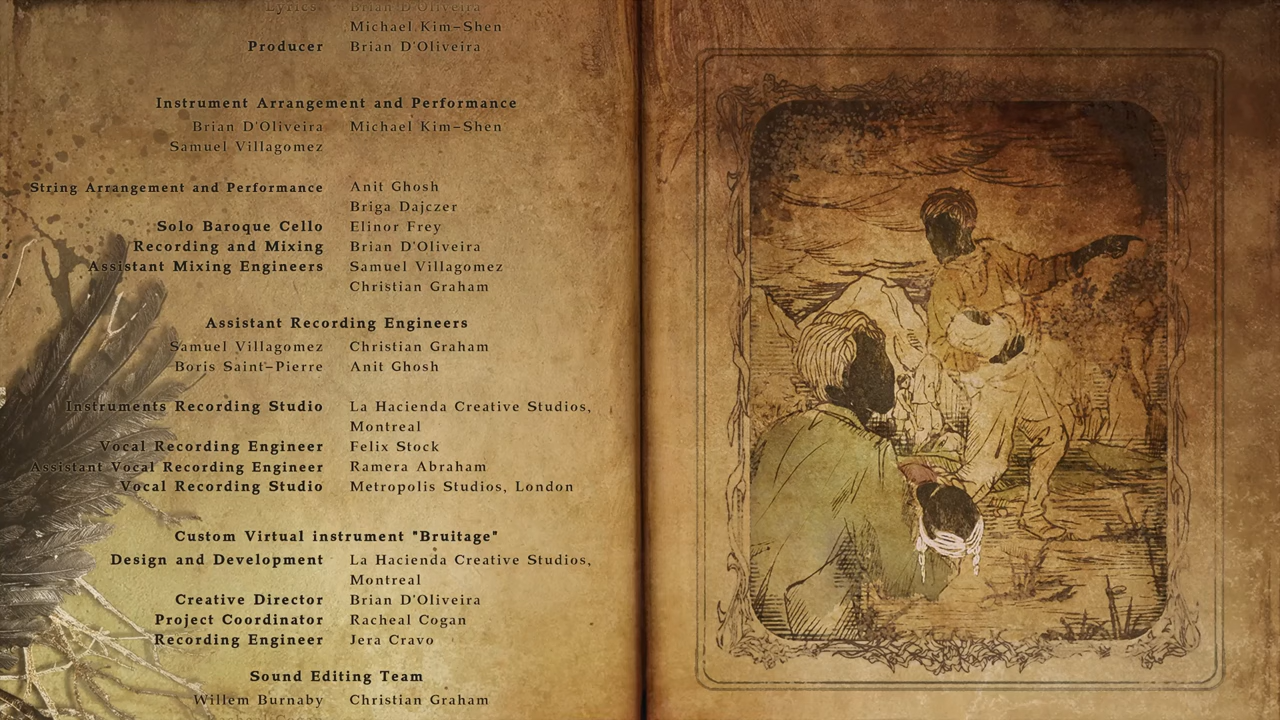 Lyrics Brian D'Oliveira
Michael Kim-Shen
Producer Brian D'Oliveira
Instrument Arrangement and Performance
Brian D'Oliveira Michael Kim-Shen
Samuel Villagomez
String Arrangement and Performance Anit Ghosh
Briga Dajczer
Solo Baroque Cello Elinor Frey
Recording and Mixing Brian D'Oliveira
Assistant Mixing Engineers Samuel Villagomez
Christian Graham
Assistant Recording Engineers
Samuel Villagomez Christian Graham
Boris Saint-Pierre Anit Ghosh
Instruments Recording Studio La Hacienda Creative Studios,
Montreal
Vocal Recording Engineer Felix Stock
Assistant Vocal Recording Engineer Ramera Abraham
Vocal Recording Studio Metropolis Studios, London
Custom Virtual instrument "Bruitage"
Design and Development La Hacienda Creative Studios,
Montreal
Creative Director Brian D'Oliveira
Project Coordinator Racheal Cogan
Recording Engineer Jera Cravo
Sound Editing Team
Willem Burnaby Christian Graham